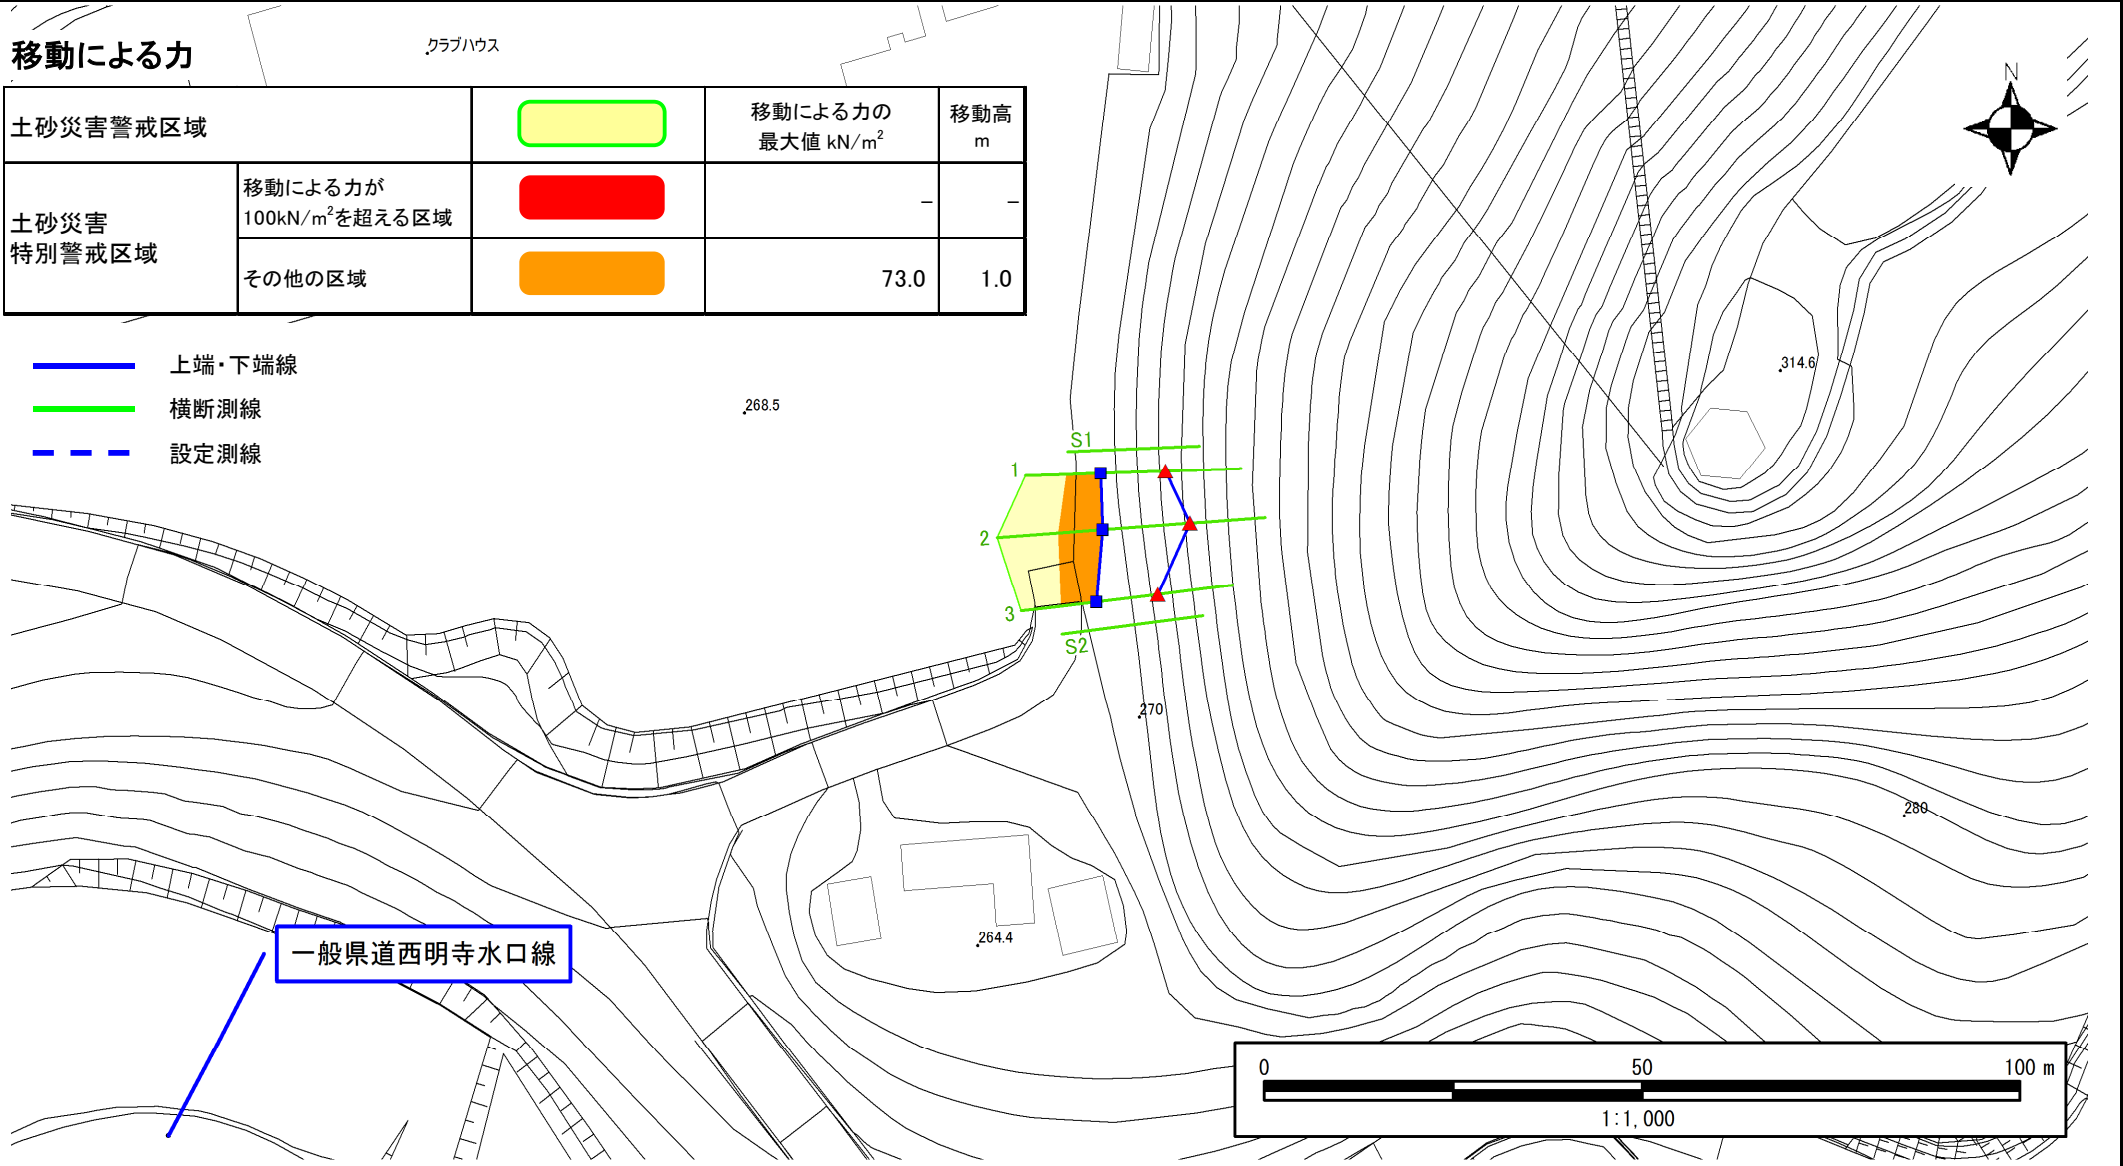 移動による力
クラブハウス
土砂災害警戒区域
移動による力の
最大値 kN/m²
移動高
m
土砂災害
特別警戒区域
移動による力が
100kN/m²を超える区域
－
－
その他の区域
73.0
1.0
上端・下端線
横断測線
設定測線
N
314.6
268.5
S1
1
2
3
S2
270
280
264.4
一般県道西明寺水口線
0
50
100 m
1:1,000